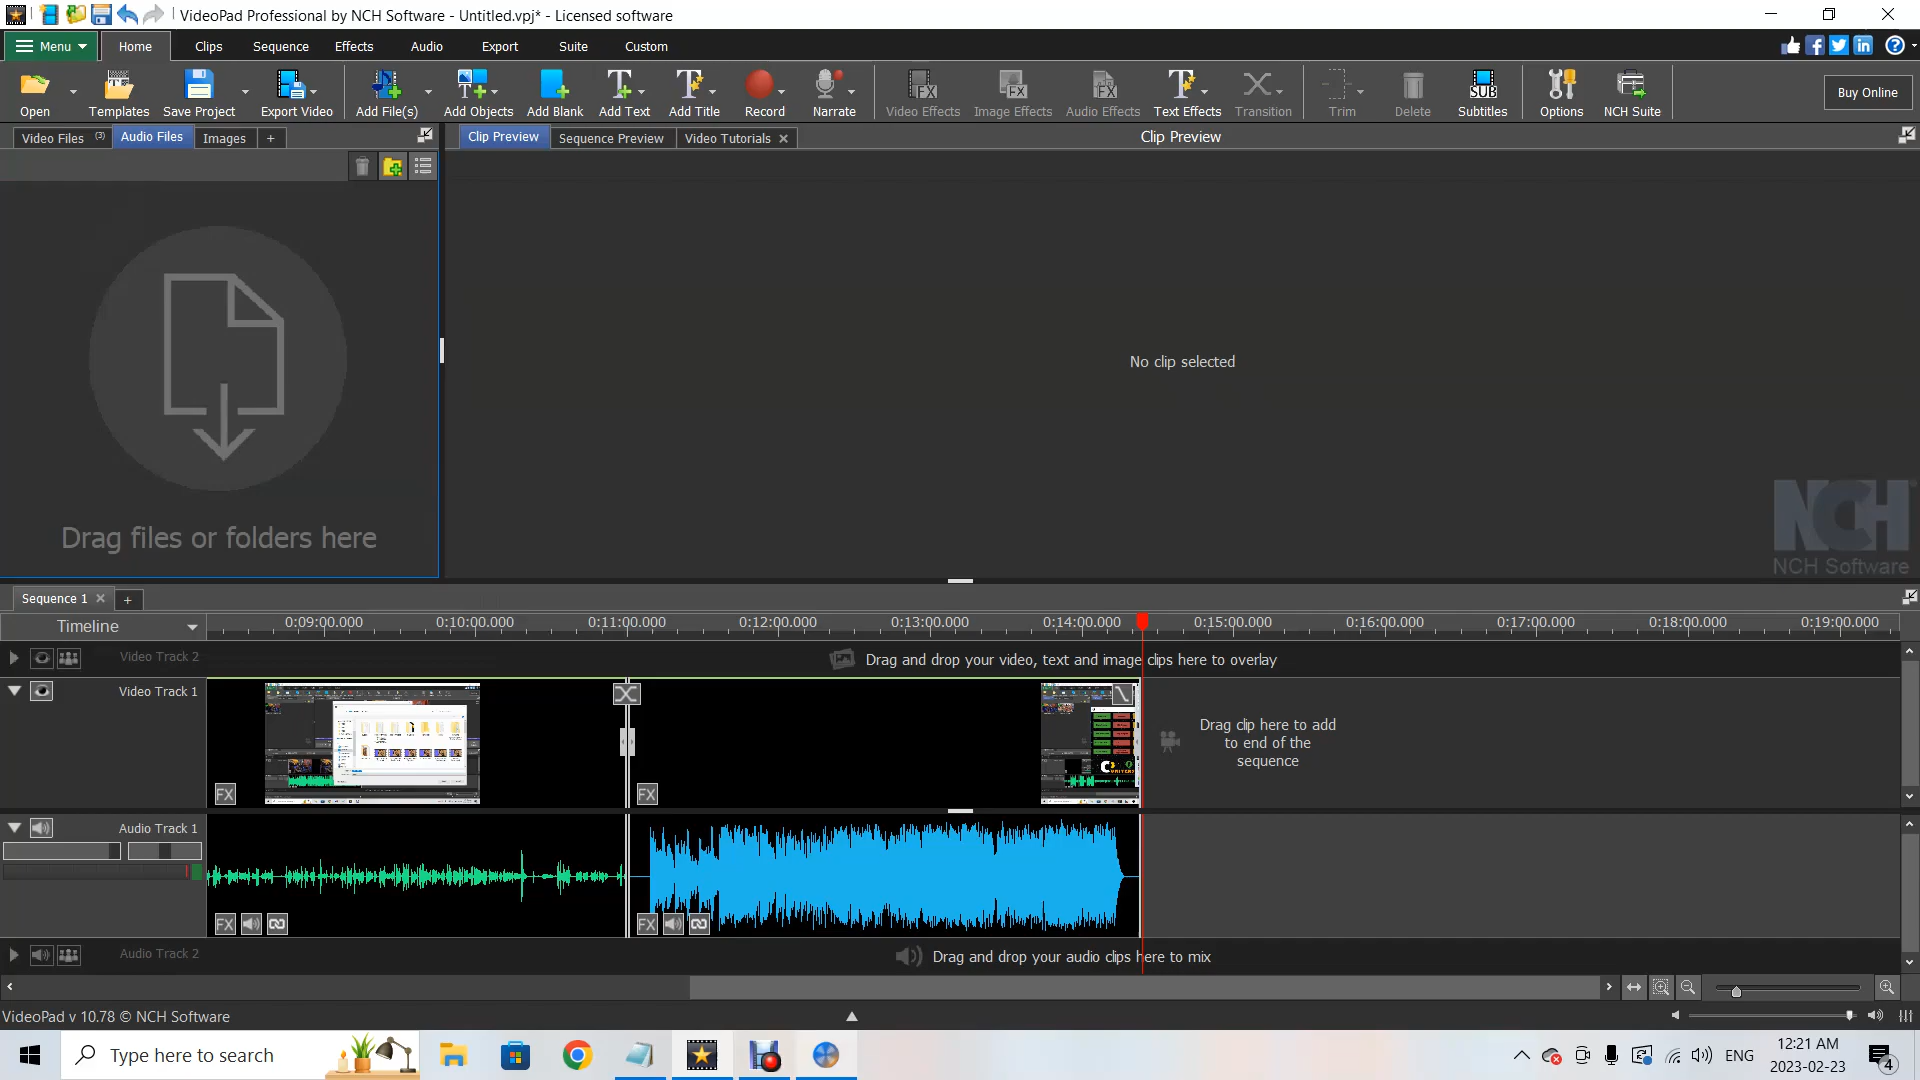 VideoPad Professional by NCH Software - Untitled.vpj* - Licensed software
Menu Home Clips Sequence Effects Audio Export Suite Custom
Open Templates Save Project Export Video Add File(s) Add Objects Add Blank Add Text Add Title Record Narrate Video Effects Image Effects Audio Effects Text Effects Transition Trim Delete Subtitles Options NCH Suite Buy Online
Video Files (3) Audio Files Images + Clip Preview Sequence Preview Video Tutorials Clip Preview
No clip selected
Drag files or folders here
NCH
NCH Software
Sequence 1 +
Timeline 0:09:00.000 0:10:00.000 0:11:00.000 0:12:00.000 0:13:00.000 0:14:00.000 0:15:00.000 0:16:00.000 0:17:00.000 0:18:00.000 0:19:00.000
Video Track 2 Drag and drop your video, text and image clips here to overlay
Video Track 1
Drag clip here to add
to end of the
sequence
FX FX
Audio Track 1
FX FX
Audio Track 2 Drag and drop your audio clips here to mix
VideoPad v 10.78 © NCH Software
Type here to search ENG 12:21 AM
2023-02-23 4